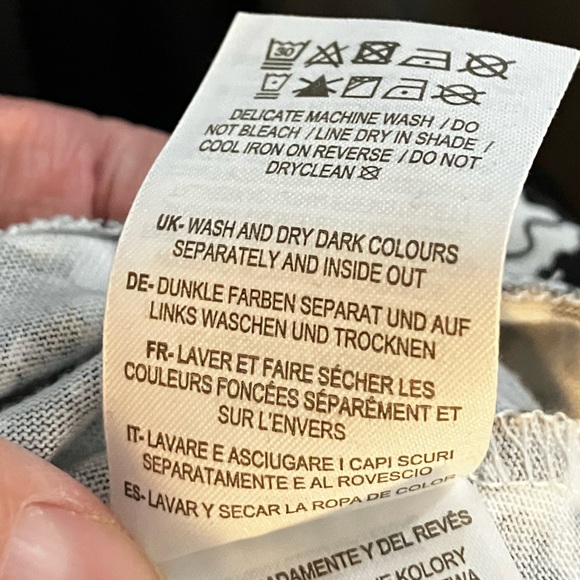 30
DELICATE MACHINE WASH / DO
NOT BLEACH / LINE DRY IN SHADE /
COOL IRON ON REVERSE / DO NOT
DRYCLEAN
UK- WASH AND DRY DARK COLOURS
SEPARATELY AND INSIDE OUT
DE- DUNKLE FARBEN SEPARAT UND AUF
LINKS WASCHEN UND TROCKNEN
FR- LAVER ET FAIRE SÉCHER LES
COULEURS FONCÉES SÉPARÉMENT ET
SUR L'ENVERS
IT- LAVARE E ASCIUGARE I CAPI SCURI
SEPARATAMENTE E AL ROVESCIO
ES- LAVAR Y SECAR LA ROPA DE COLOR
ADAMENTE Y DEL REVÉS
KOLORY